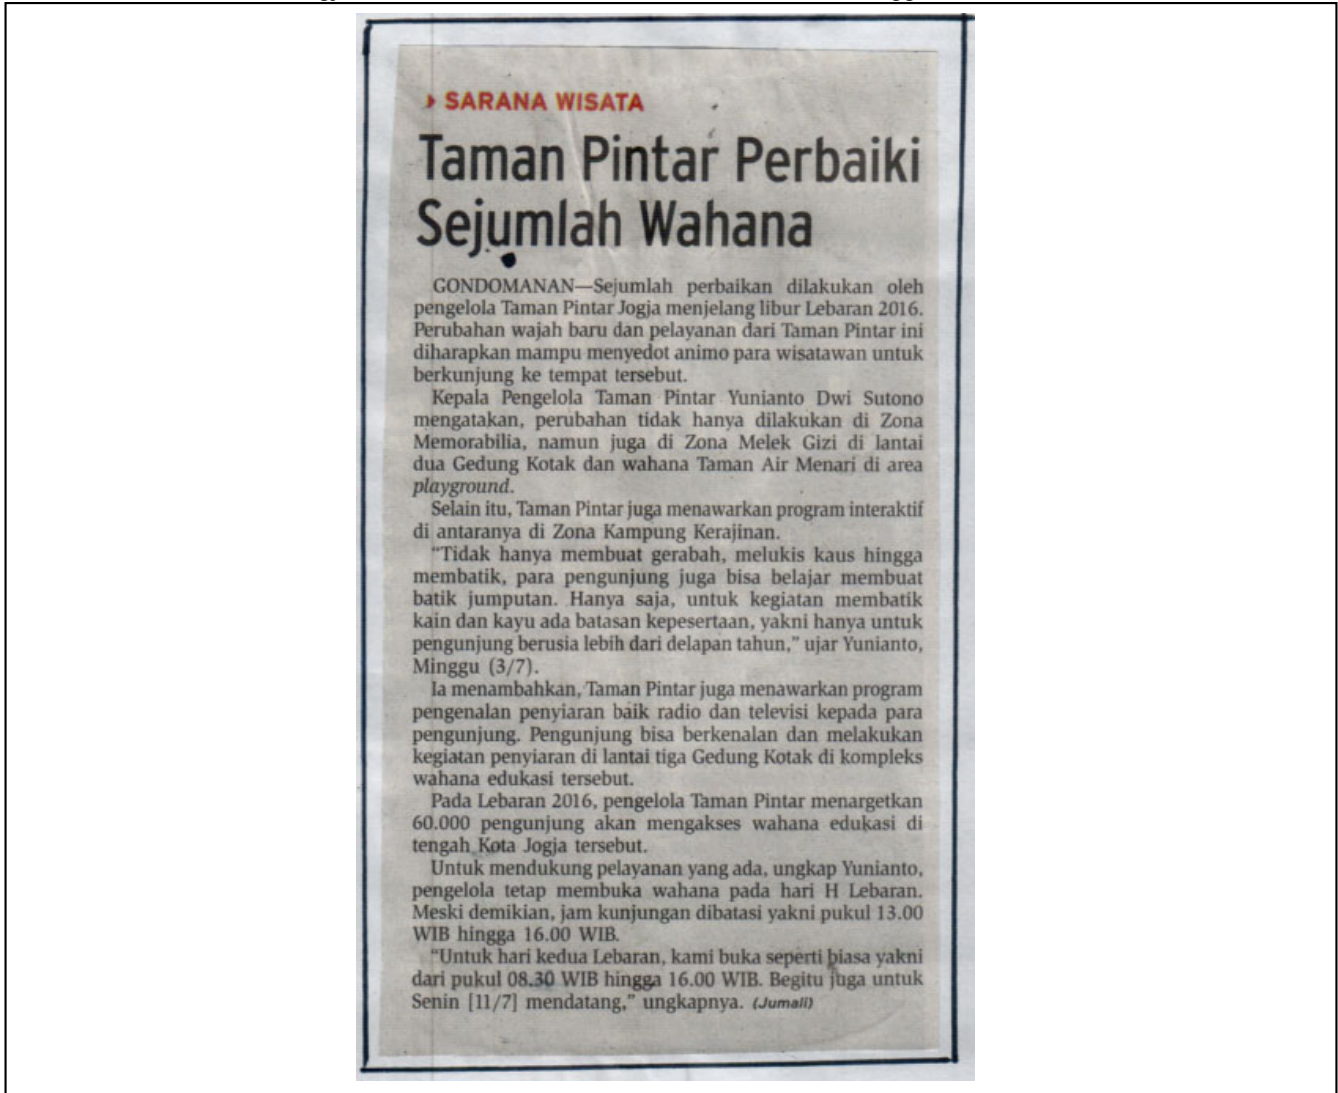 SARANA WISATA
Taman Pintar Perbaiki
Sejumlah Wahana
GONDOMANAN—Sejumlah perbaikan dilakukan oleh
pengelola Taman Pintar Jogja menjelang libur Lebaran 2016.
Perubahan wajah baru dan pelayanan dari Taman Pintar ini
diharapkan mampu menyedot animo para wisatawan untuk
berkunjung ke tempat tersebut.
Kepala Pengelola Taman Pintar Yunianto Dwi Sutono
mengatakan, perubahan tidak hanya dilakukan di Zona
Memorabilia, namun juga di Zona Melek Gizi di lantai
dua Gedung Kotak dan wahana Taman Air Menari di area
playground.
Selain itu, Taman Pintar juga menawarkan program interaktif
di antaranya di Zona Kampung Kerajinan.
“Tidak hanya membuat gerabah, melukis kaus hingga
membatik, para pengunjung juga bisa belajar membuat
batik jumputan. Hanya saja, untuk kegiatan membatik
kain dan kayu ada batasan kepesertaan, yakni hanya untuk
pengunjung berusia lebih dari delapan tahun,” ujar Yunianto,
Minggu (3/7).
Ia menambahkan, Taman Pintar juga menawarkan program
pengenalan penyiaran baik radio dan televisi kepada para
pengunjung. Pengunjung bisa berkenalan dan melakukan
kegiatan penyiaran di lantai tiga Gedung Kotak di kompleks
wahana edukasi tersebut.
Pada Lebaran 2016, pengelola Taman Pintar menargetkan
60.000 pengunjung akan mengakses wahana edukasi di
tengah Kota Jogja tersebut.
Untuk mendukung pelayanan yang ada, ungkap Yunianto,
pengelola tetap membuka wahana pada hari H Lebaran.
Meski demikian, jam kunjungan dibatasi yakni pukul 13.00
WIB hingga 16.00 WIB.
“Untuk hari kedua Lebaran, kami buka seperti biasa yakni
dari pukul 08.30 WIB hingga 16.00 WIB. Begitu juga untuk
Senin [11/7] mendatang,” ungkapnya. (Jumali)